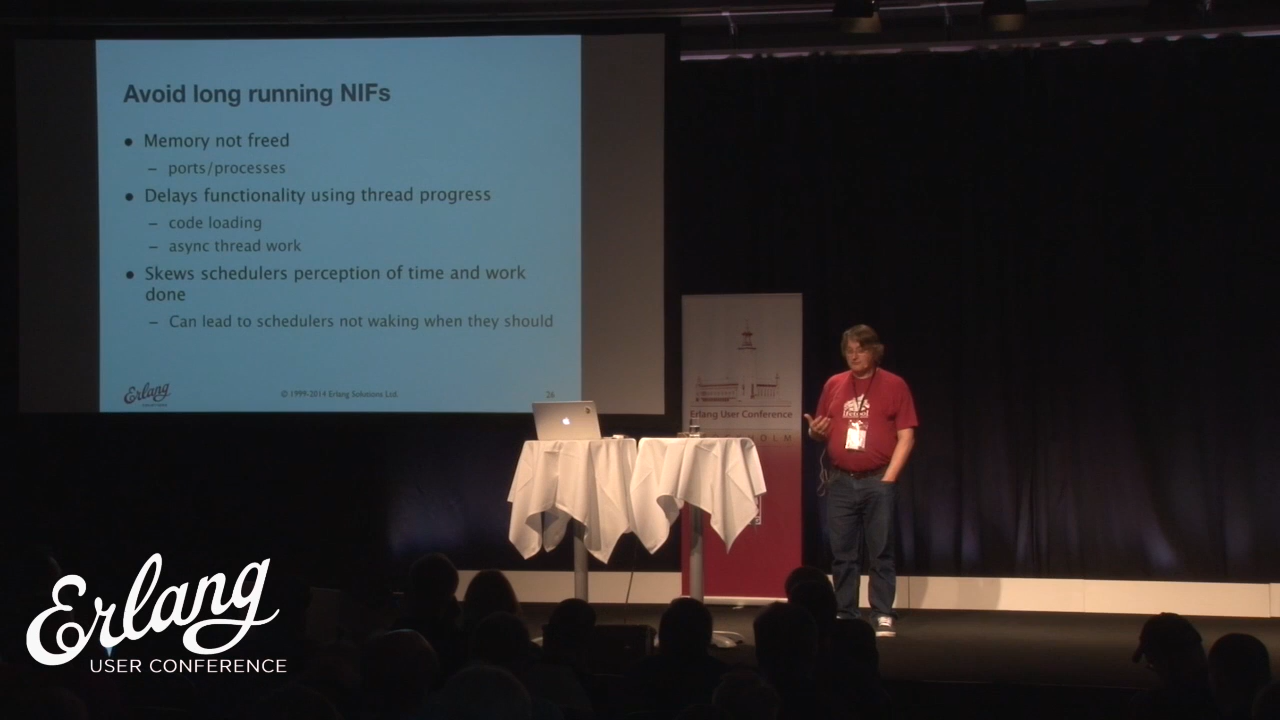 Avoid long running NIFs
● Memory not freed
– ports/processes
● Delays functionality using thread progress
– code loading
– async thread work
● Skews schedulers perception of time and work
done
– Can lead to schedulers not waking when they should
Erlang
© 1999-2014 Erlang Solutions Ltd.
26
Erlang User Conference
Erlang
USER CONFERENCE